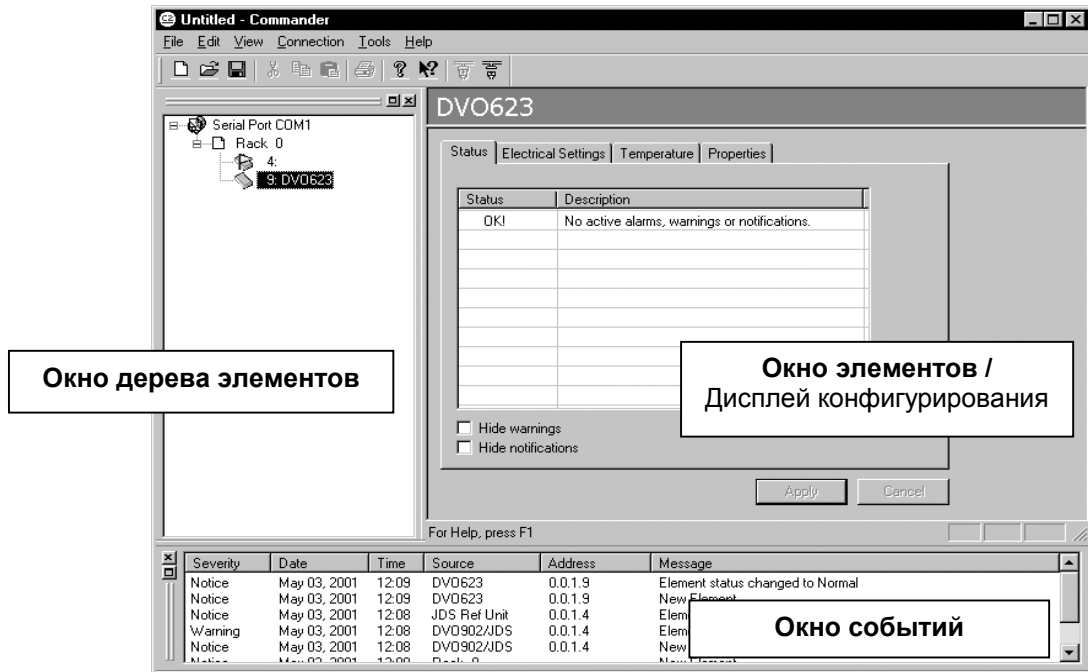 Untitled - Commander
File Edit View Connection Tools Help
DVO623
Serial Port COM1
Rack 0
4:
9: DVO623
Status Electrical Settings Temperature Properties
Status Description
OK! No active alarms, warnings or notifications.
Окно дерева элементов
Окно элементов /
Дисплей конфигурирования
Hide warnings
Hide notifications
Apply Cancel
For Help, press F1
Severity Date Time Source Address Message
Notice May 03, 2001 12:09 DVO623 0.0.1.9 Element status changed to Normal
Notice May 03, 2001 12:09 DVO623 0.0.1.9 New Element
Notice May 03, 2001 12:08 JDS Ref Unit 0.0.1.4 Elem
Warning May 03, 2001 12:08 DVO902/JDS 0.0.1.4 Elem
Notice May 03, 2001 12:08 DVO902/JDS 0.0.1.4 New
Окно событий